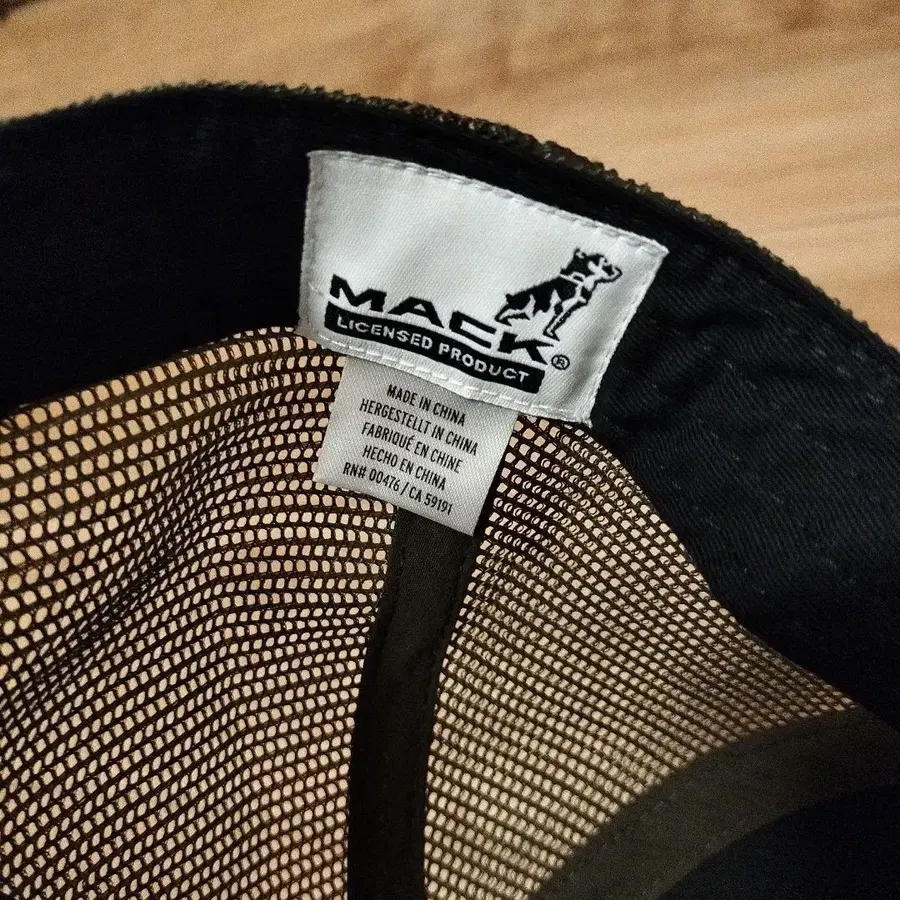 MACK®
LICENSED PRODUCT
MADE IN CHINA
HERGESTELLT IN CHINA
FABRIQUÉ EN CHINE
HECHO EN CHINA
RN# 00476 / CA 59191